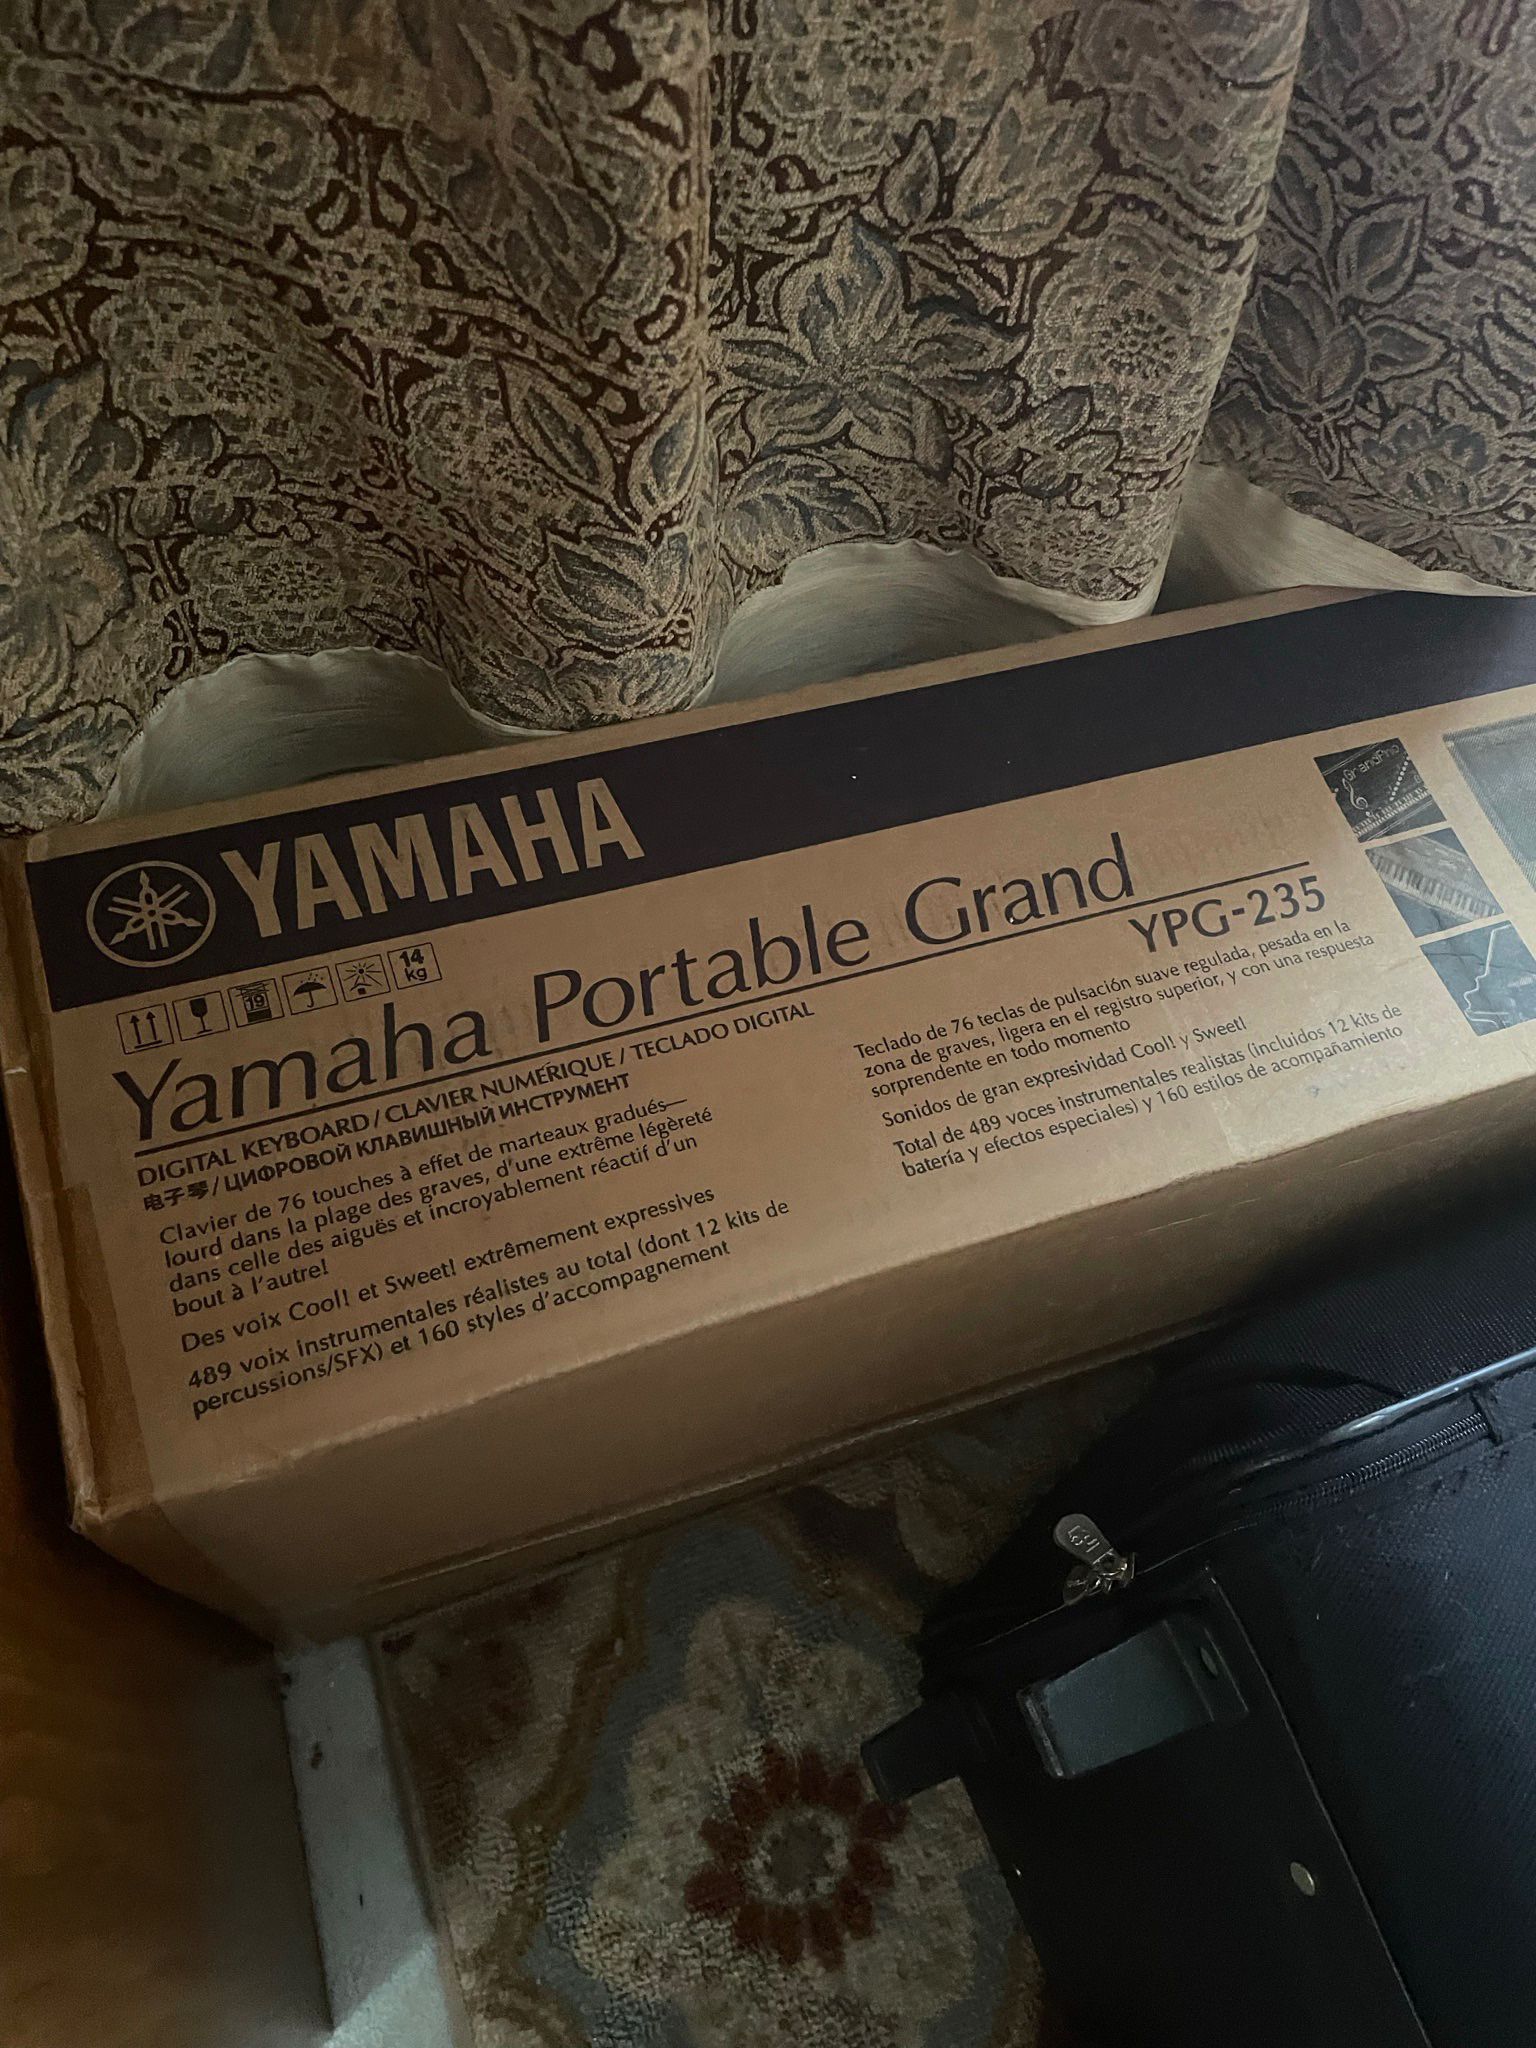 YAMAHA
19
14
kg
Yamaha Portable Grand
YPG-235
DIGITAL KEYBOARD / CLAVIER NUMÉRIQUE / TECLADO DIGITAL
电子琴 / ЦИФРОВОЙ КЛАВИШНЫЙ ИНСТРУМЕНТ
Clavier de 76 touches à effet de marteaux gradués—
lourd dans la plage des graves, d'une extrême légèreté
dans celle des aiguës et incroyablement réactif d'un
bout à l'autre!
Des voix Cool! et Sweet! extrêmement expressives
489 voix instrumentales réalistes au total (dont 12 kits de
percussions/SFX) et 160 styles d'accompagnement
Teclado de 76 teclas de pulsación suave regulada, pesada en la
zona de graves, ligera en el registro superior, y con una respuesta
sorprendente en todo momento
Sonidos de gran expresividad Cool! y Sweet!
Total de 489 voces instrumentales realistas (incluidos 12 kits de
batería y efectos especiales) y 160 estilos de acompañamiento